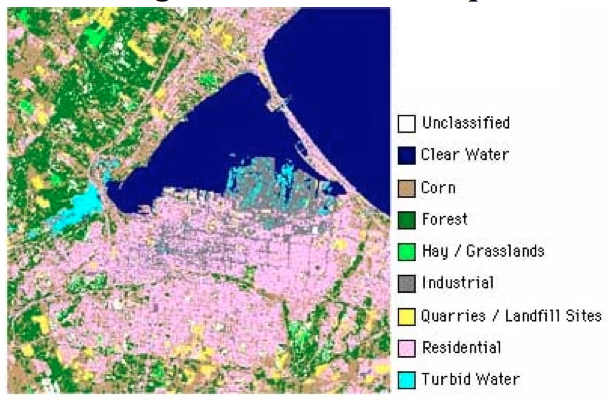 Unclassified
Clear Water
Corn
Forest
Hay / Grasslands
Industrial
Quarries / Landfill Sites
Residential
Turbid Water